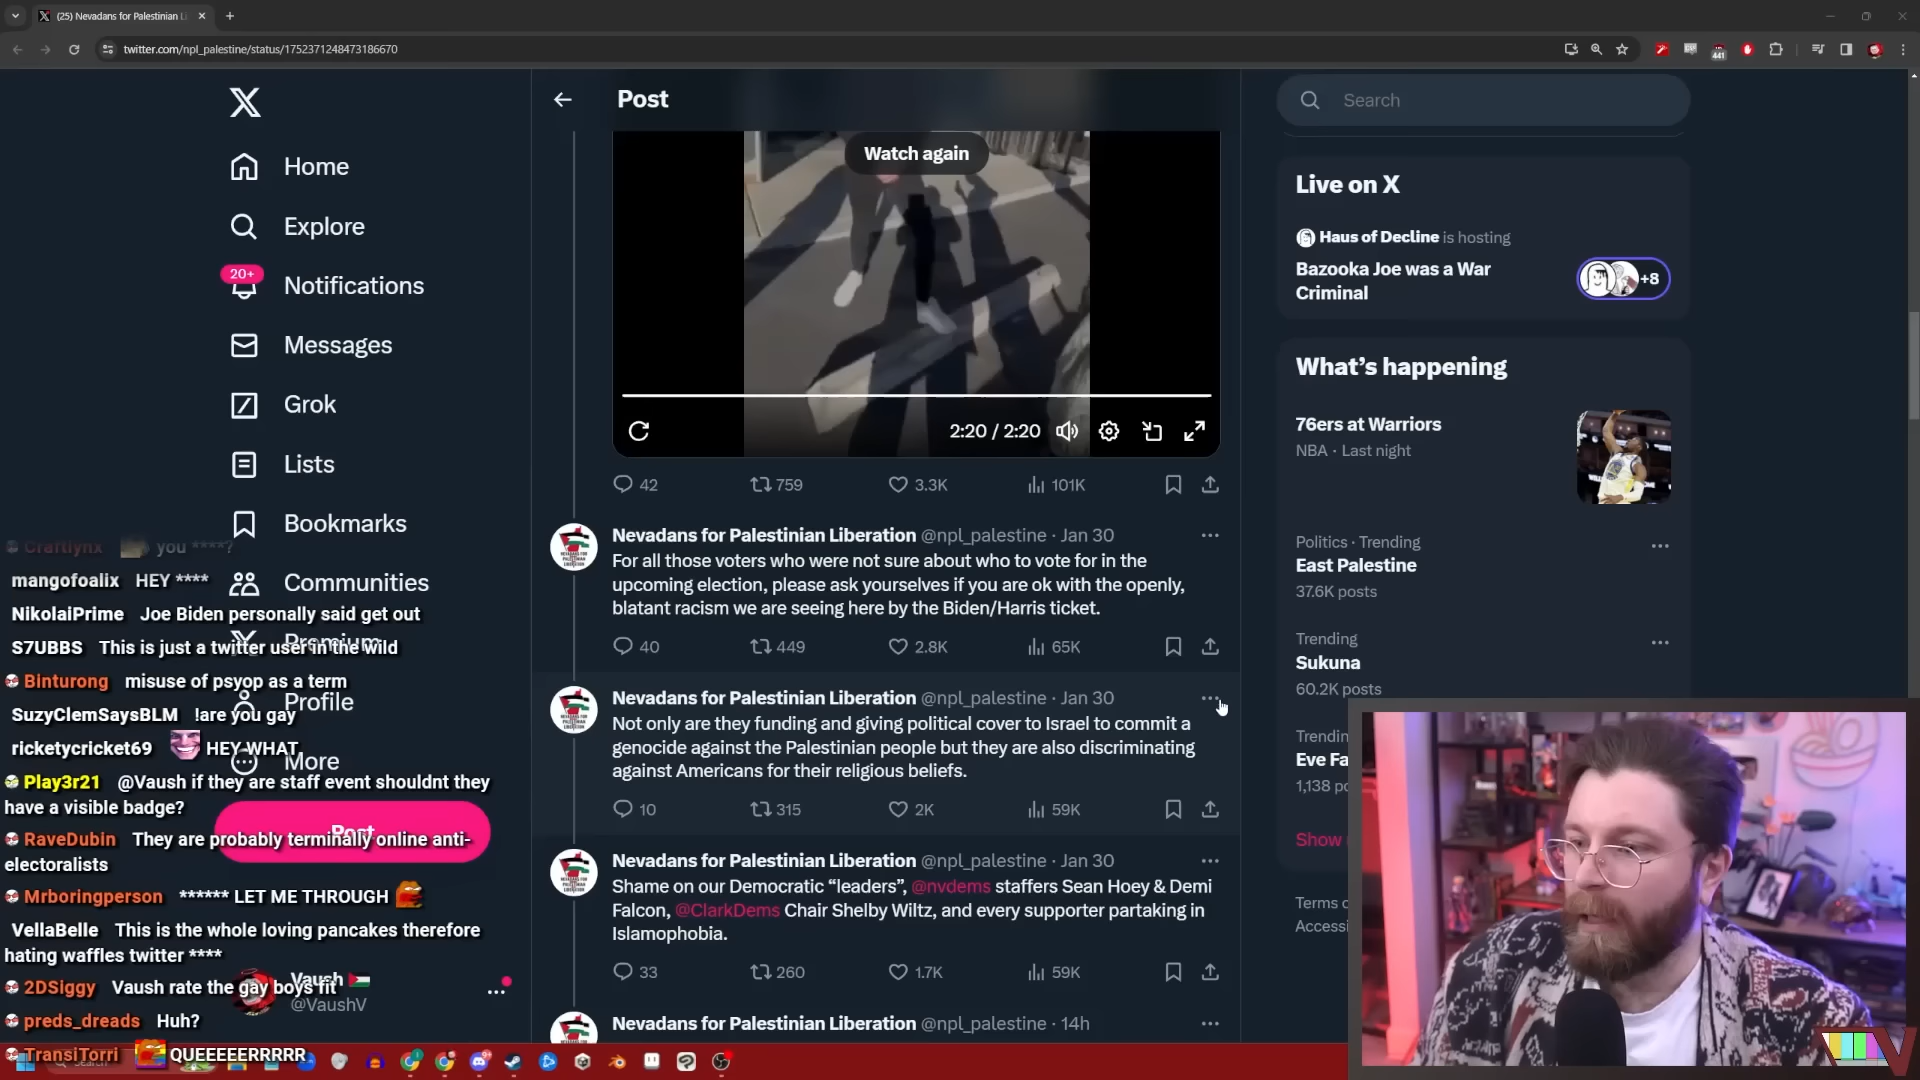 (25) Nevadans for Palestinian Li
twitter.com/npl_palestine/status/1752371248473186670
441
Home
Explore
20+
Notifications
Messages
Grok
Lists
Bookmarks
Communities
Premium
Profile
More
Post
Vaush
@VaushV
Craftlynx you ****?
mangofoalix HEY ****
NikolaiPrime Joe Biden personally said get out
S7UBBS This is just a twitter user in the wild
Binturong misuse of psyop as a term
SuzyClemSaysBLM !are you gay
ricketycricket69 HEY WHAT
Play3r21 @Vaush if they are staff event shouldnt they
have a visible badge?
RaveDubin They are probably terminally online anti-
electoralists
Mrboringperson ****** LET ME THROUGH
VellaBelle This is the whole loving pancakes therefore
hating waffles twitter ****
2DSiggy Vaush rate the gay boys fit
preds_dreads Huh?
TransiTorri QUEEEEERRRRR
Search
Post
Watch again
2:20 / 2:20
42 759 3.3K 101K
Nevadans for Palestinian Liberation @npl_palestine · Jan 30
For all those voters who were not sure about who to vote for in the
upcoming election, please ask yourselves if you are ok with the openly,
blatant racism we are seeing here by the Biden/Harris ticket.
40 449 2.8K 65K
Nevadans for Palestinian Liberation @npl_palestine · Jan 30
Not only are they funding and giving political cover to Israel to commit a
genocide against the Palestinian people but they are also discriminating
against Americans for their religious beliefs.
10 315 2K 59K
Nevadans for Palestinian Liberation @npl_palestine · Jan 30
Shame on our Democratic “leaders”, @nvdems staffers Sean Hoey & Demi
Falcon, @ClarkDems Chair Shelby Wiltz, and every supporter partaking in
Islamophobia.
33 260 1.7K 59K
Nevadans for Palestinian Liberation @npl_palestine · 14h
Search
Live on X
Haus of Decline is hosting
Bazooka Joe was a War
Criminal
+8
What’s happening
76ers at Warriors
NBA · Last night
Politics · Trending
East Palestine
37.6K posts
Trending
Sukuna
60.2K posts
Trendin
Eve Fa
1,138 po
Show
Terms o
Accessi